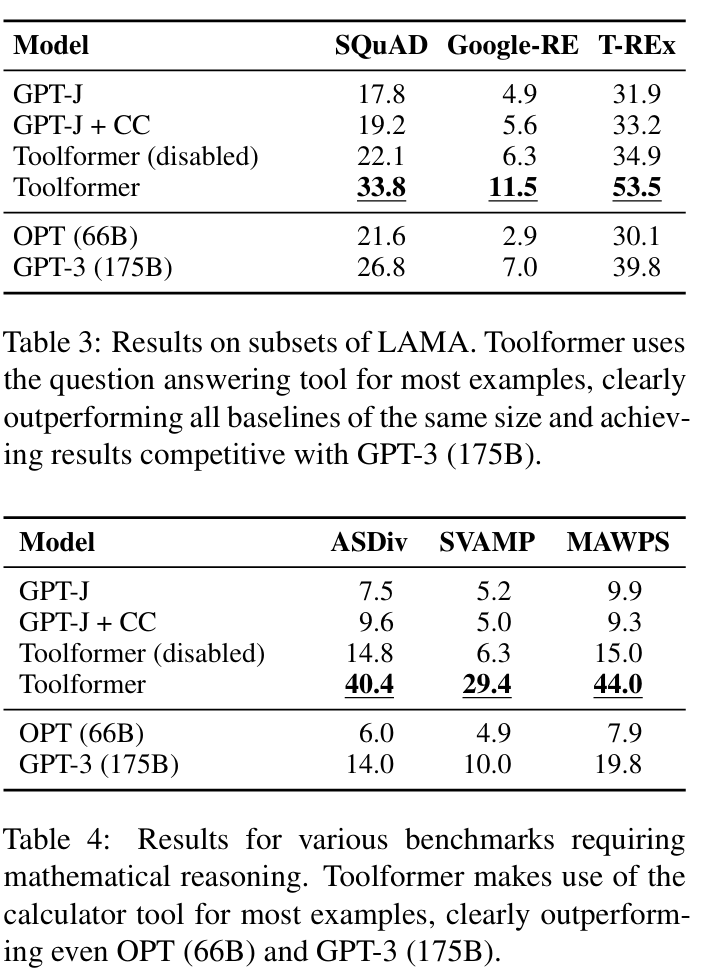 Model SQuAD Google-RE T-REx
GPT-J 17.8 4.9 31.9
GPT-J + CC 19.2 5.6 33.2
Toolformer (disabled) 22.1 6.3 34.9
Toolformer 33.8 11.5 53.5
OPT (66B) 21.6 2.9 30.1
GPT-3 (175B) 26.8 7.0 39.8
Table 3: Results on subsets of LAMA. Toolformer uses
the question answering tool for most examples, clearly
outperforming all baselines of the same size and achiev-
ing results competitive with GPT-3 (175B).
Model ASDiv SVAMP MAWPS
GPT-J 7.5 5.2 9.9
GPT-J + CC 9.6 5.0 9.3
Toolformer (disabled) 14.8 6.3 15.0
Toolformer 40.4 29.4 44.0
OPT (66B) 6.0 4.9 7.9
GPT-3 (175B) 14.0 10.0 19.8
Table 4: Results for various benchmarks requiring
mathematical reasoning. Toolformer makes use of the
calculator tool for most examples, clearly outperform-
ing even OPT (66B) and GPT-3 (175B).